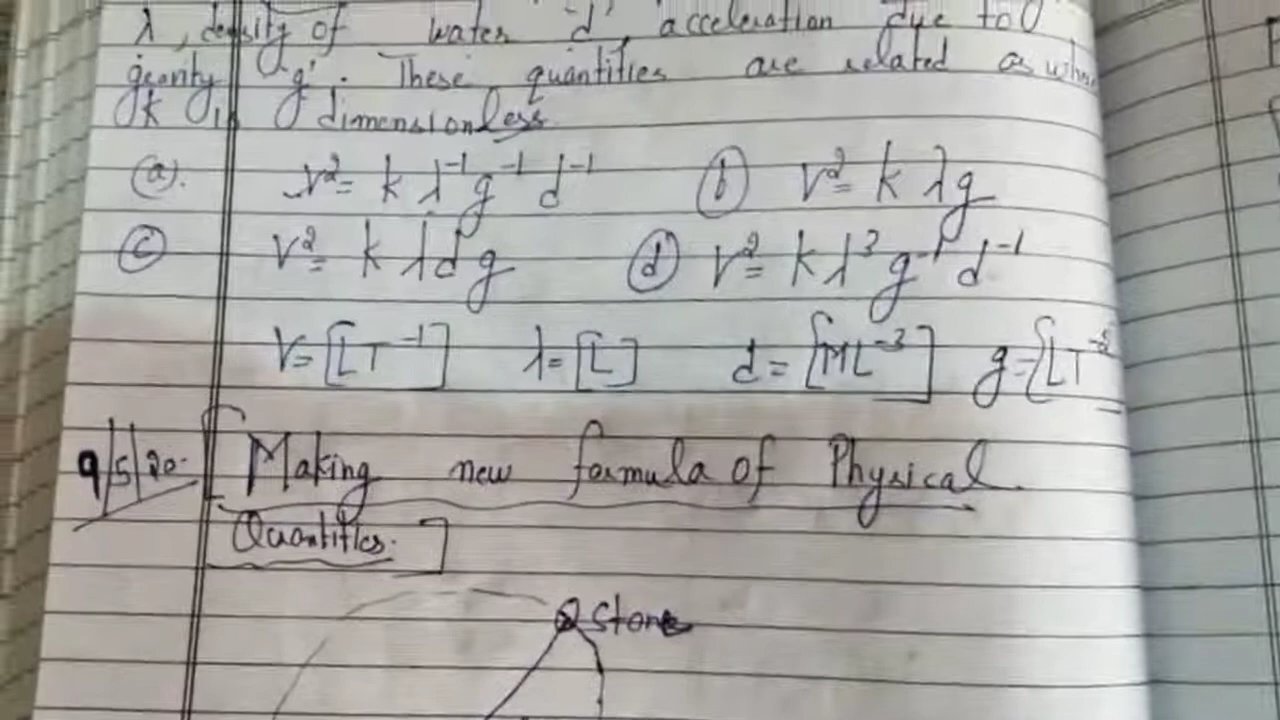 λ, density of water 'd', acceleration due to
gravity 'g'. These quantities are related as where
k is dimensionless.
(a). v² = k λ⁻¹ g⁻¹ d⁻¹ (b) v² = k λg
(c) v² = k λ d g (d) v² = k λ³ g⁻¹ d⁻¹
V = [LT⁻¹] λ = [L] d = [ML⁻³] g = [LT⁻²
9/5/20 Making new formula of Physical
Quantities.
Stone